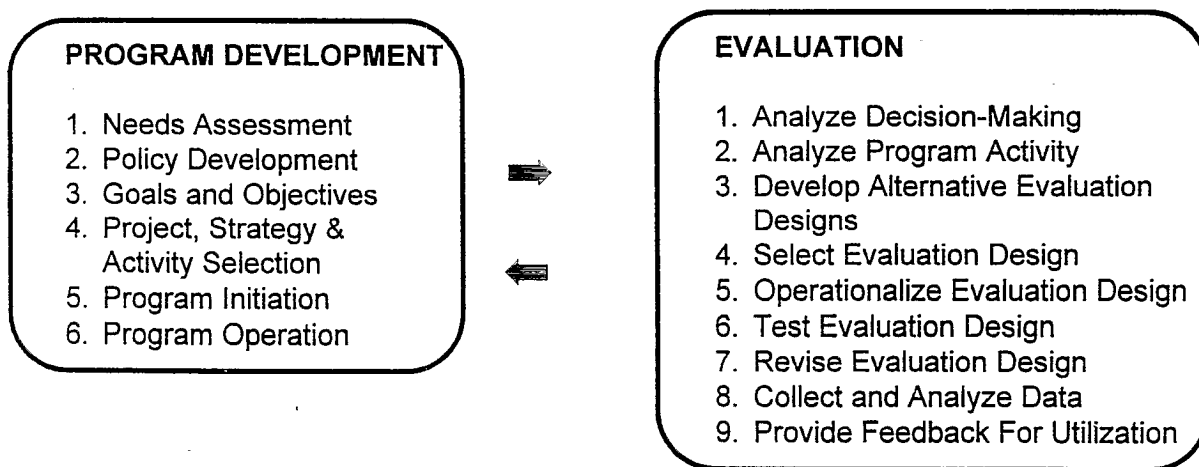 PROGRAM DEVELOPMENT
1. Needs Assessment
2. Policy Development
3. Goals and Objectives
4. Project, Strategy &
Activity Selection
5. Program Initiation
6. Program Operation
EVALUATION
1. Analyze Decision-Making
2. Analyze Program Activity
3. Develop Alternative Evaluation
Designs
4. Select Evaluation Design
5. Operationalize Evaluation Design
6. Test Evaluation Design
7. Revise Evaluation Design
8. Collect and Analyze Data
9. Provide Feedback For Utilization